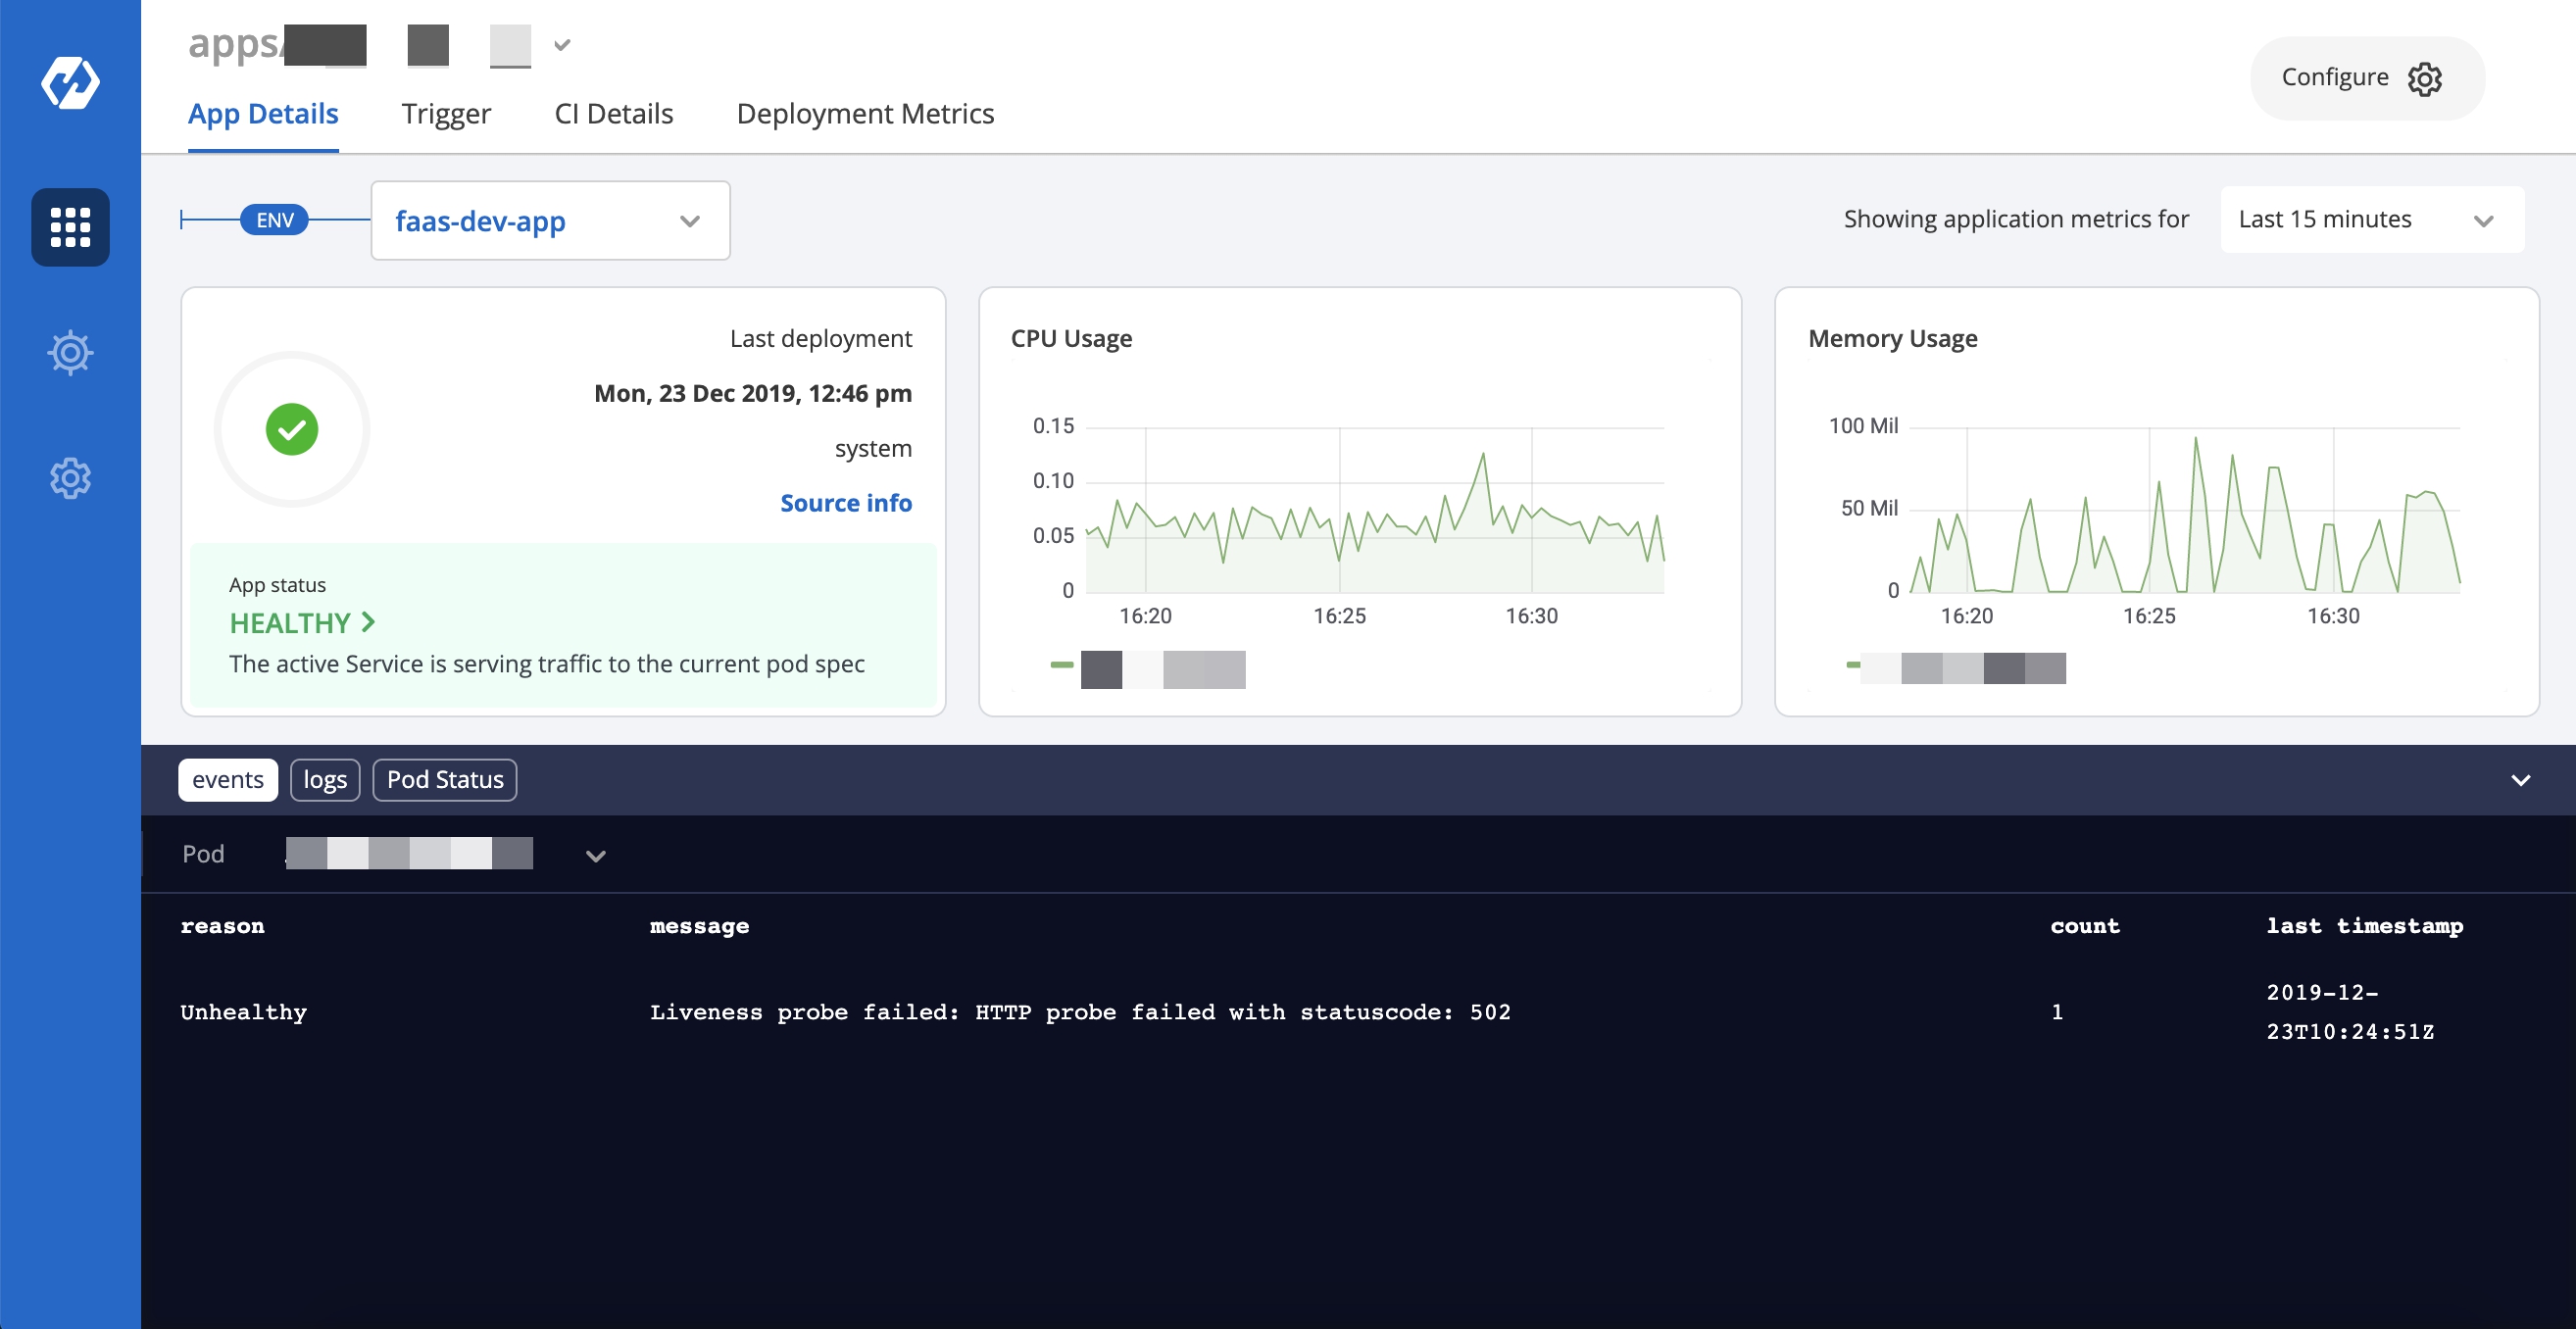 apps/
App Details Trigger CI Details Deployment Metrics
Configure
ENV faas-dev-app
Showing application metrics for Last 15 minutes
Last deployment
Mon, 23 Dec 2019, 12:46 pm
system
Source info
App status
HEALTHY
The active Service is serving traffic to the current pod spec
CPU Usage
0.15
0.10
0.05
0
16:20 16:25 16:30
Memory Usage
100 Mil
50 Mil
0
16:20 16:25 16:30
events logs Pod Status
Pod
reason message count last timestamp
Unhealthy Liveness probe failed: HTTP probe failed with statuscode: 502 1 2019-12-
23T10:24:51Z